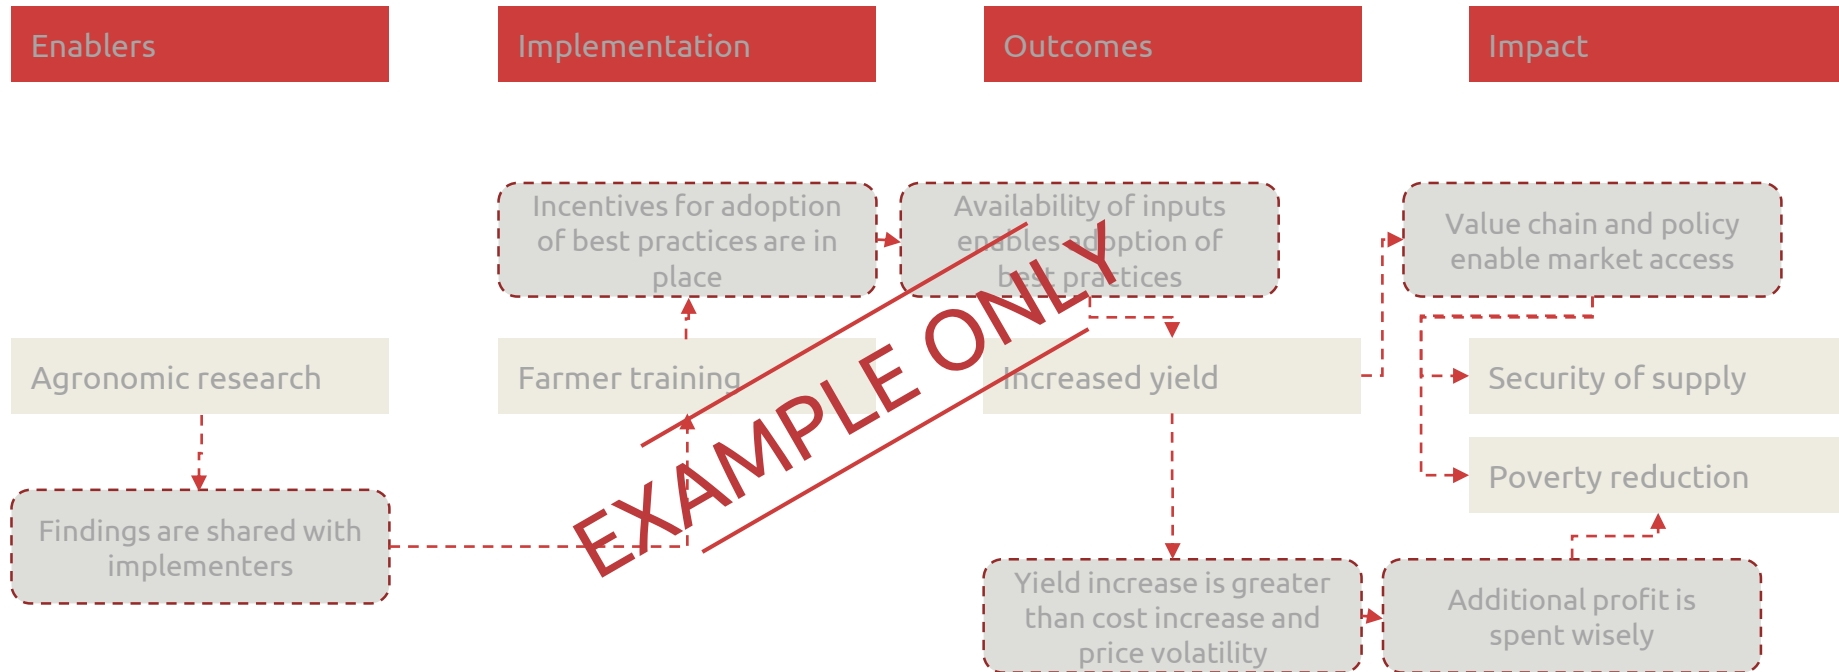 Enablers
Implementation
Outcomes
Impact
Incentives for adoption
of best practices are in
place
Availability of inputs
enables adoption of
best practices
Value chain and policy
enable market access
Agronomic research
Farmer training
Increased yield
Security of supply
Poverty reduction
EXAMPLE ONLY
Findings are shared with
implementers
Yield increase is greater
than cost increase and
price volatility
Additional profit is
spent wisely